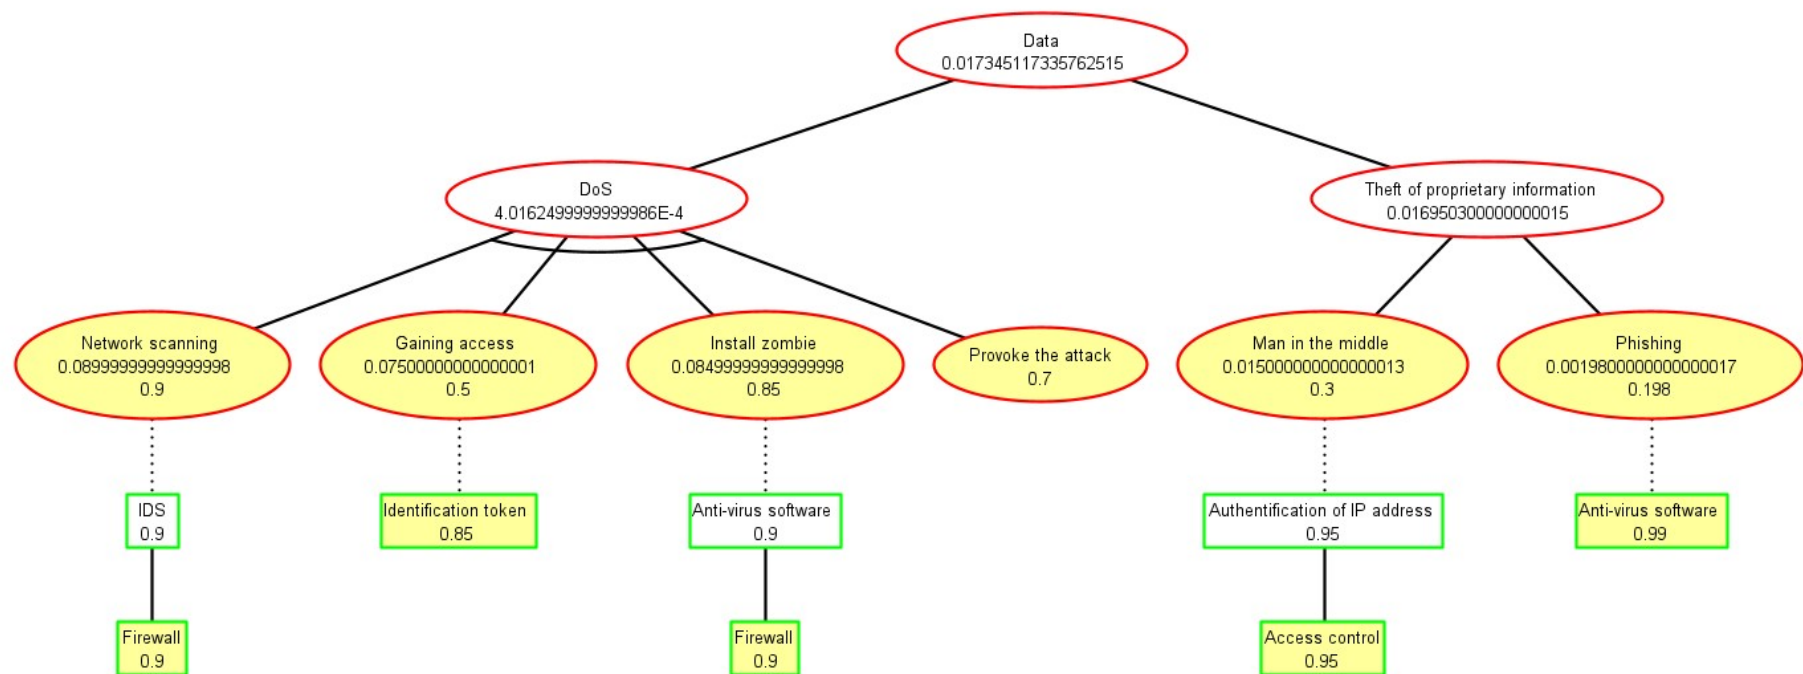 Data
0.017345117335762515
DoS
4.0162499999999986E-4
Theft of proprietary information
0.016950300000000015
Network scanning
0.08999999999999998
0.9
Gaining access
0.07500000000000001
0.5
Install zombie
0.08499999999999998
0.85
Provoke the attack
0.7
Man in the middle
0.015000000000000013
0.3
Phishing
0.0019800000000000017
0.198
IDS
0.9
Identification token
0.85
Anti-virus software
0.9
Authentification of IP address
0.95
Anti-virus software
0.99
Firewall
0.9
Firewall
0.9
Access control
0.95